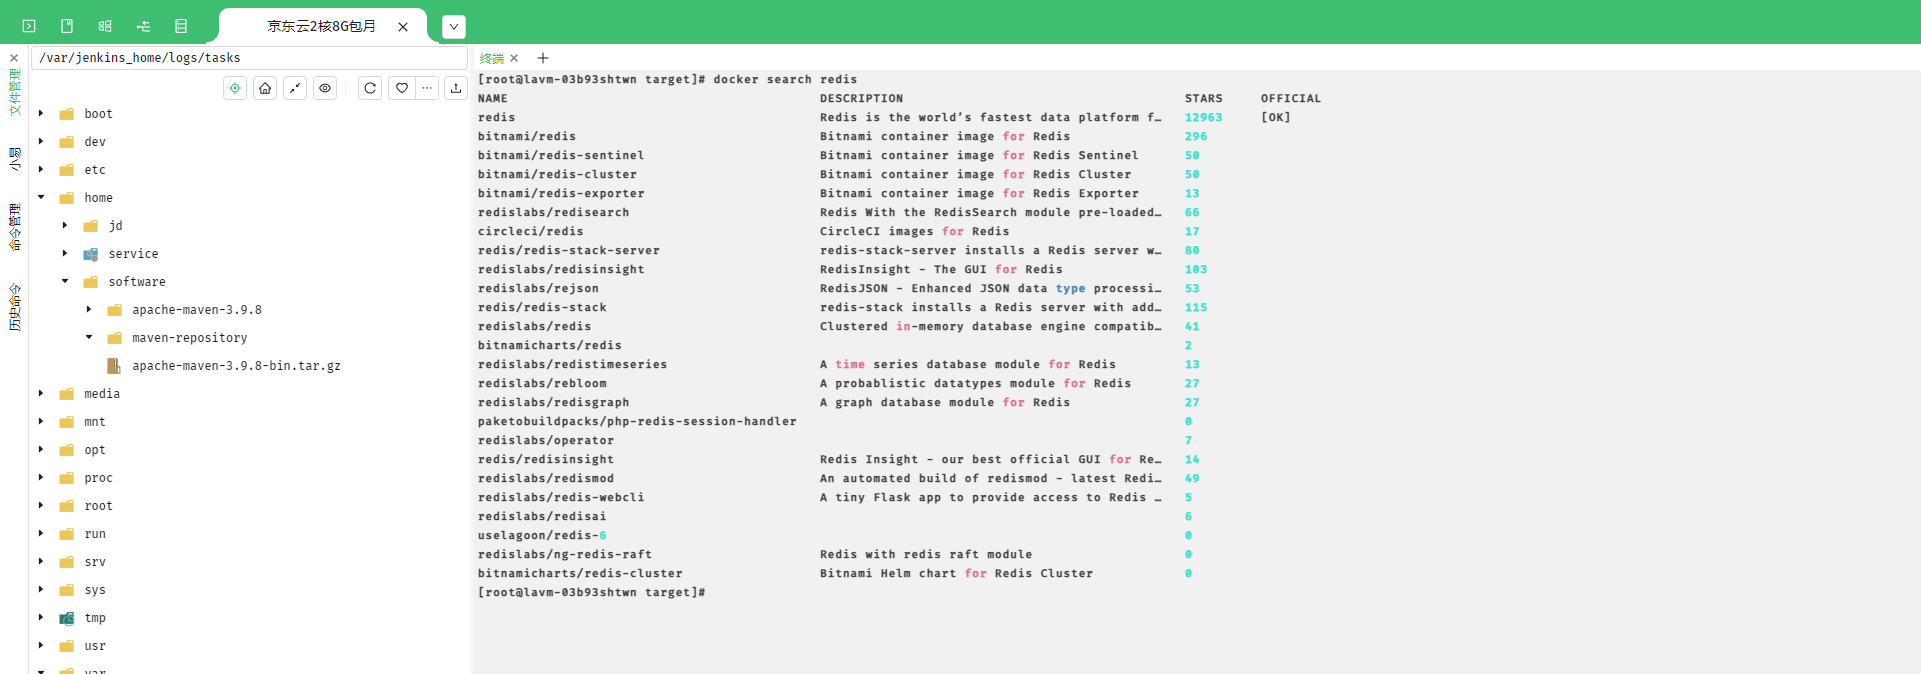 京东云2核8G包月
/var/jenkins_home/logs/tasks
文件管理
小易
命令管理
历史命令
boot
dev
etc
home
jd
service
software
apache-maven-3.9.8
maven-repository
apache-maven-3.9.8-bin.tar.gz
media
mnt
opt
proc
root
run
srv
sys
tmp
usr
var
终端
[root@lavm-03b93shtwn target]# docker search redis
NAME DESCRIPTION STARS OFFICIAL
redis Redis is the world's fastest data platform f… 12963 [OK]
bitnami/redis Bitnami container image for Redis 296
bitnami/redis-sentinel Bitnami container image for Redis Sentinel 50
bitnami/redis-cluster Bitnami container image for Redis Cluster 50
bitnami/redis-exporter Bitnami container image for Redis Exporter 13
redislabs/redisearch Redis With the RedisSearch module pre-loaded… 66
circleci/redis CircleCI images for Redis 17
redis/redis-stack-server redis-stack-server installs a Redis server w… 80
redislabs/redisinsight RedisInsight - The GUI for Redis 103
redislabs/rejson RedisJSON - Enhanced JSON data type processi… 53
redis/redis-stack redis-stack installs a Redis server with add… 115
redislabs/redis Clustered in-memory database engine compatib… 41
bitnamicharts/redis 2
redislabs/redistimeseries A time series database module for Redis 13
redislabs/rebloom A probablistic datatypes module for Redis 27
redislabs/redisgraph A graph database module for Redis 27
paketobuildpacks/php-redis-session-handler 0
redislabs/operator 7
redis/redisinsight Redis Insight - our best official GUI for Re… 14
redislabs/redismod An automated build of redismod - latest Redi… 49
redislabs/redis-webcli A tiny Flask app to provide access to Redis … 5
redislabs/redisai 6
uselagoon/redis-6 0
redislabs/ng-redis-raft Redis with redis raft module 0
bitnamicharts/redis-cluster Bitnami Helm chart for Redis Cluster 0
[root@lavm-03b93shtwn target]#